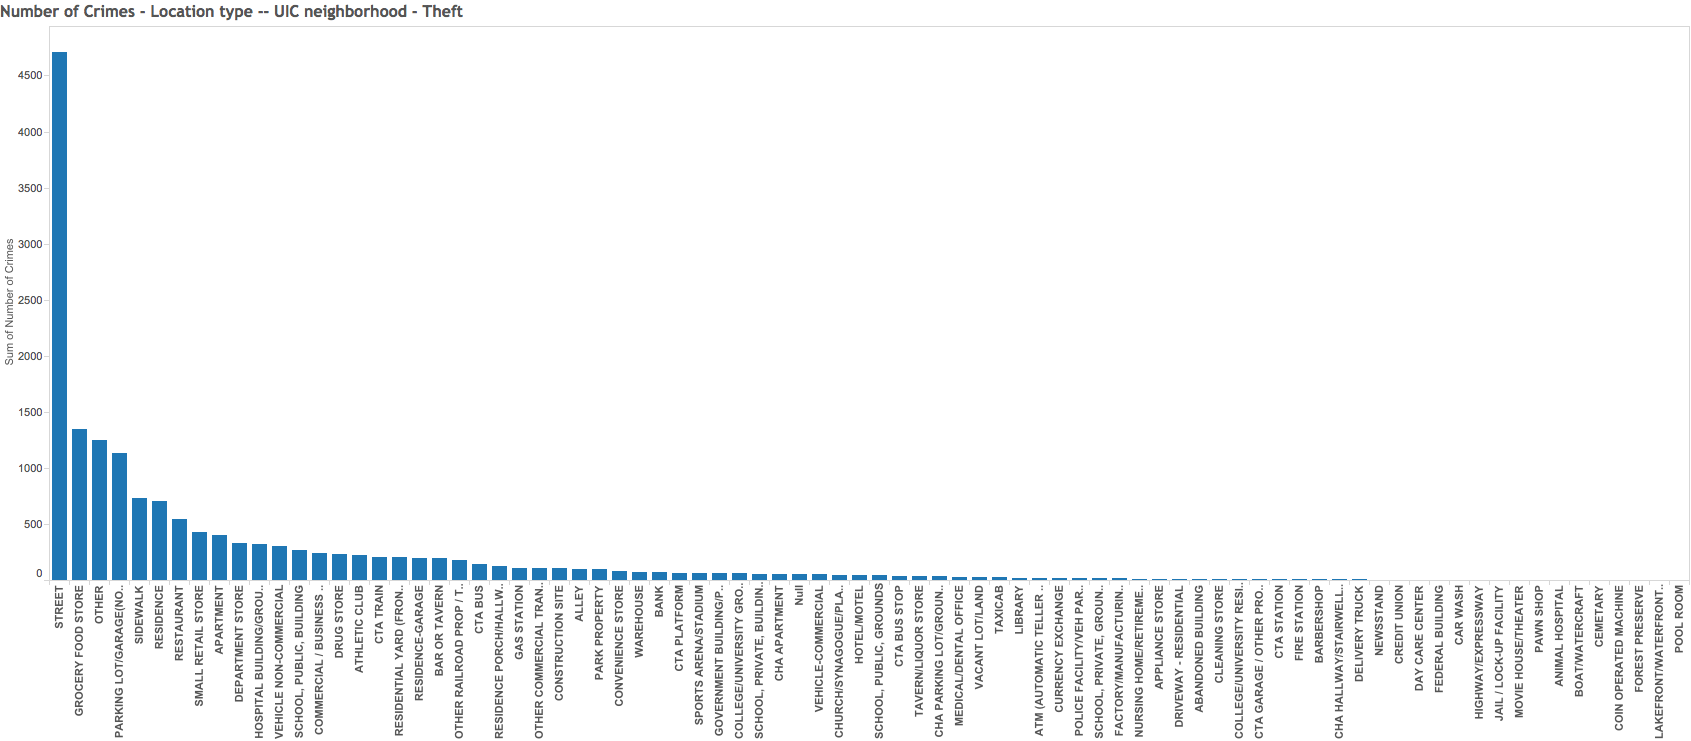 Number of Crimes - Location type -- UIC neighborhood - Theft
Sum of Number of Crimes
4500
4000
3500
3000
2500
2000
1500
1000
500
0
STREET
GROCERY FOOD STORE
OTHER
PARKING LOT/GARAGE(NO..
SIDEWALK
RESIDENCE
RESTAURANT
SMALL RETAIL STORE
APARTMENT
DEPARTMENT STORE
HOSPITAL BUILDING/GROU..
VEHICLE NON-COMMERCIAL
SCHOOL, PUBLIC, BUILDING
COMMERCIAL / BUSINESS ..
DRUG STORE
ATHLETIC CLUB
CTA TRAIN
RESIDENTIAL YARD (FRON..
RESIDENCE-GARAGE
BAR OR TAVERN
OTHER RAILROAD PROP / T..
CTA BUS
RESIDENCE PORCH/HALLW..
GAS STATION
OTHER COMMERCIAL TRAN..
CONSTRUCTION SITE
ALLEY
PARK PROPERTY
CONVENIENCE STORE
WAREHOUSE
BANK
CTA PLATFORM
SPORTS ARENA/STADIUM
GOVERNMENT BUILDING/P..
COLLEGE/UNIVERSITY GRO..
SCHOOL, PRIVATE, BUILDIN..
CHA APARTMENT
Null
VEHICLE-COMMERCIAL
CHURCH/SYNAGOGUE/PLA..
HOTEL/MOTEL
SCHOOL, PUBLIC, GROUNDS
CTA BUS STOP
TAVERN/LIQUOR STORE
CHA PARKING LOT/GROUN..
MEDICAL/DENTAL OFFICE
VACANT LOT/LAND
TAXICAB
LIBRARY
ATM (AUTOMATIC TELLER ..
CURRENCY EXCHANGE
POLICE FACILITY/VEH PAR..
SCHOOL, PRIVATE, GROUN..
FACTORY/MANUFACTURIN..
NURSING HOME/RETIREME..
APPLIANCE STORE
DRIVEWAY - RESIDENTIAL
ABANDONED BUILDING
CLEANING STORE
COLLEGE/UNIVERSITY RESI..
CTA GARAGE / OTHER PRO..
CTA STATION
FIRE STATION
BARBERSHOP
CHA HALLWAY/STAIRWELL..
DELIVERY TRUCK
NEWSSTAND
CREDIT UNION
DAY CARE CENTER
FEDERAL BUILDING
CAR WASH
HIGHWAY/EXPRESSWAY
JAIL / LOCK-UP FACILITY
MOVIE HOUSE/THEATER
PAWN SHOP
ANIMAL HOSPITAL
BOAT/WATERCRAFT
CEMETARY
COIN OPERATED MACHINE
FOREST PRESERVE
LAKEFRONT/WATERFRONT..
POOL ROOM